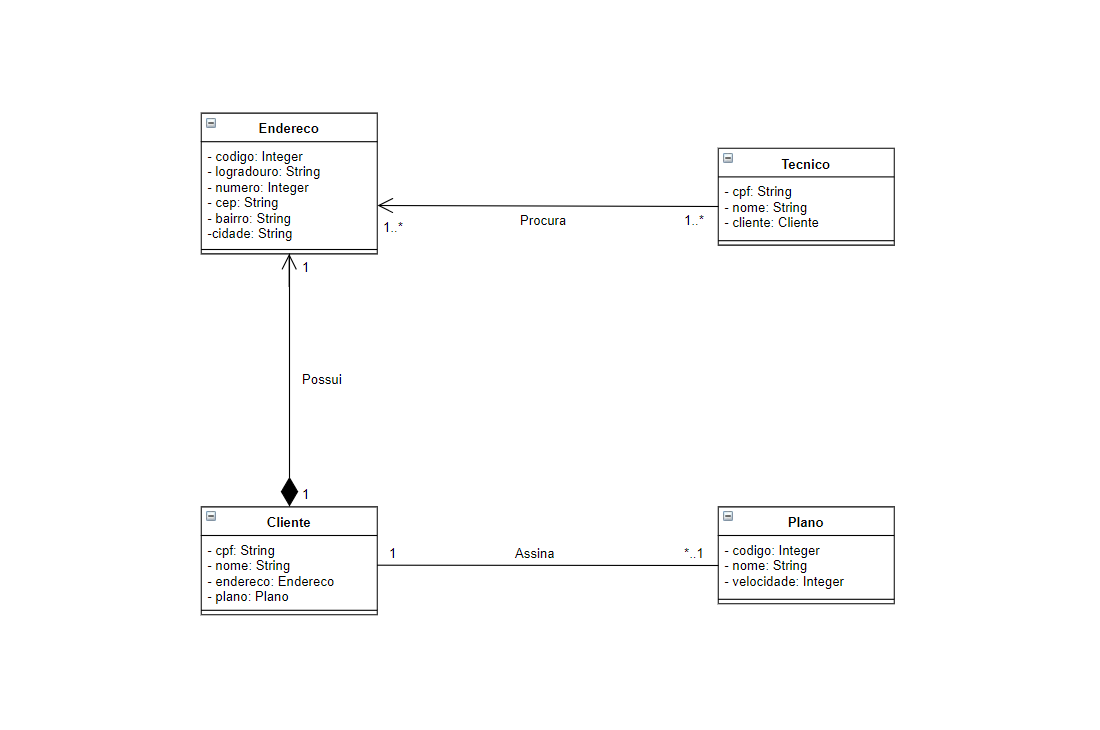 Endereco
- codigo: Integer
- logradouro: String
- numero: Integer
- cep: String
- bairro: String
-cidade: String
Tecnico
- cpf: String
- nome: String
- cliente: Cliente
1..*
Procura
1..*
1
Possui
1
Cliente
- cpf: String
- nome: String
- endereco: Endereco
- plano: Plano
1
Assina
*..1
Plano
- codigo: Integer
- nome: String
- velocidade: Integer